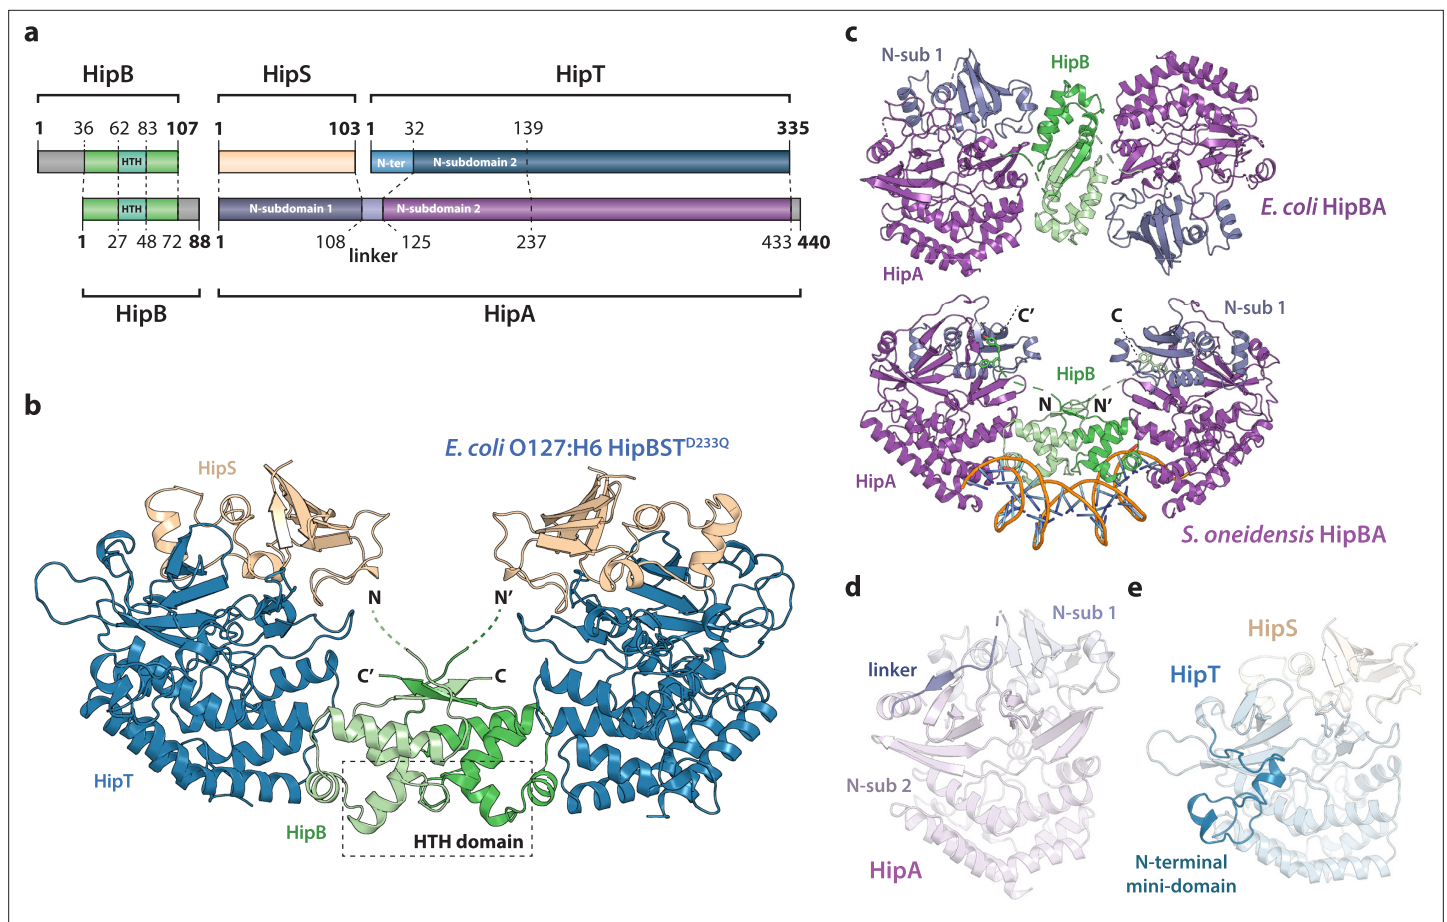 a
HipB
HipS
HipT
1 36 62 83 107
1 103
1 32 139 335
HTH
N-ter
N-subdomain 2
HTH
N-subdomain 1
N-subdomain 2
1 27 48 72 88
1 108 125 237 433 440
linker
HipB
HipA
b
E. coli O127:H6 HipBST^D233Q
HipS
N
N′
C′
C
HipT
HipB
HTH domain
c
N-sub 1
HipB
E. coli HipBA
HipA
C′
C
N-sub 1
HipB
N
N′
HipA
S. oneidensis HipBA
d
N-sub 1
linker
N-sub 2
HipA
e
HipS
HipT
N-terminal
mini-domain